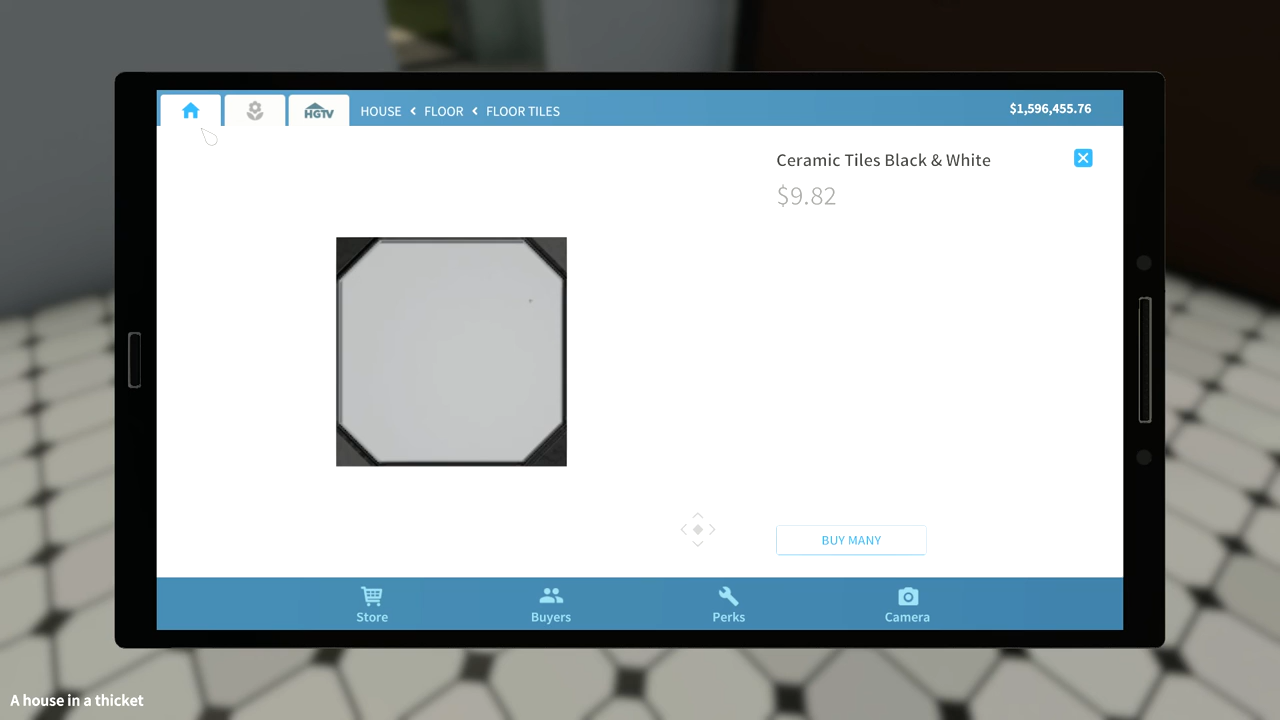 HGTV
HOUSE < FLOOR < FLOOR TILES
$1,596,455.76
Ceramic Tiles Black & White
$9.82
BUY MANY
Store
Buyers
Perks
Camera
A house in a thicket